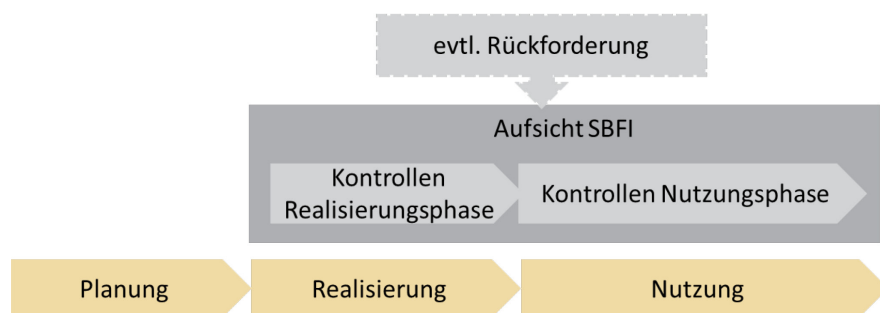 evtl. Rückforderung
Aufsicht SBFI
Kontrollen
Realisierungsphase
Kontrollen Nutzungsphase
Planung
Realisierung
Nutzung